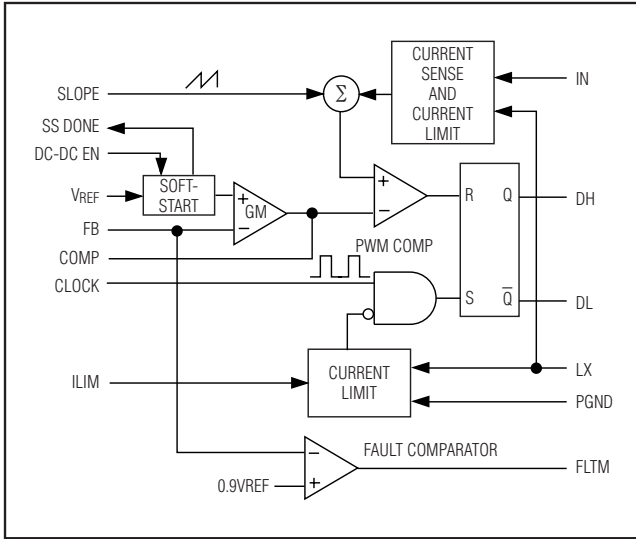 SLOPE
Σ
CURRENT
SENSE
AND
CURRENT
LIMIT
IN
SS DONE
DC-DC EN
VREF
SOFT-
START
+
GM
−
+
−
R
Q
DH
FB
COMP
PWM COMP
CLOCK
S
Q̅
DL
ILIM
CURRENT
LIMIT
LX
PGND
−
+
FAULT COMPARATOR
FLTM
0.9VREF